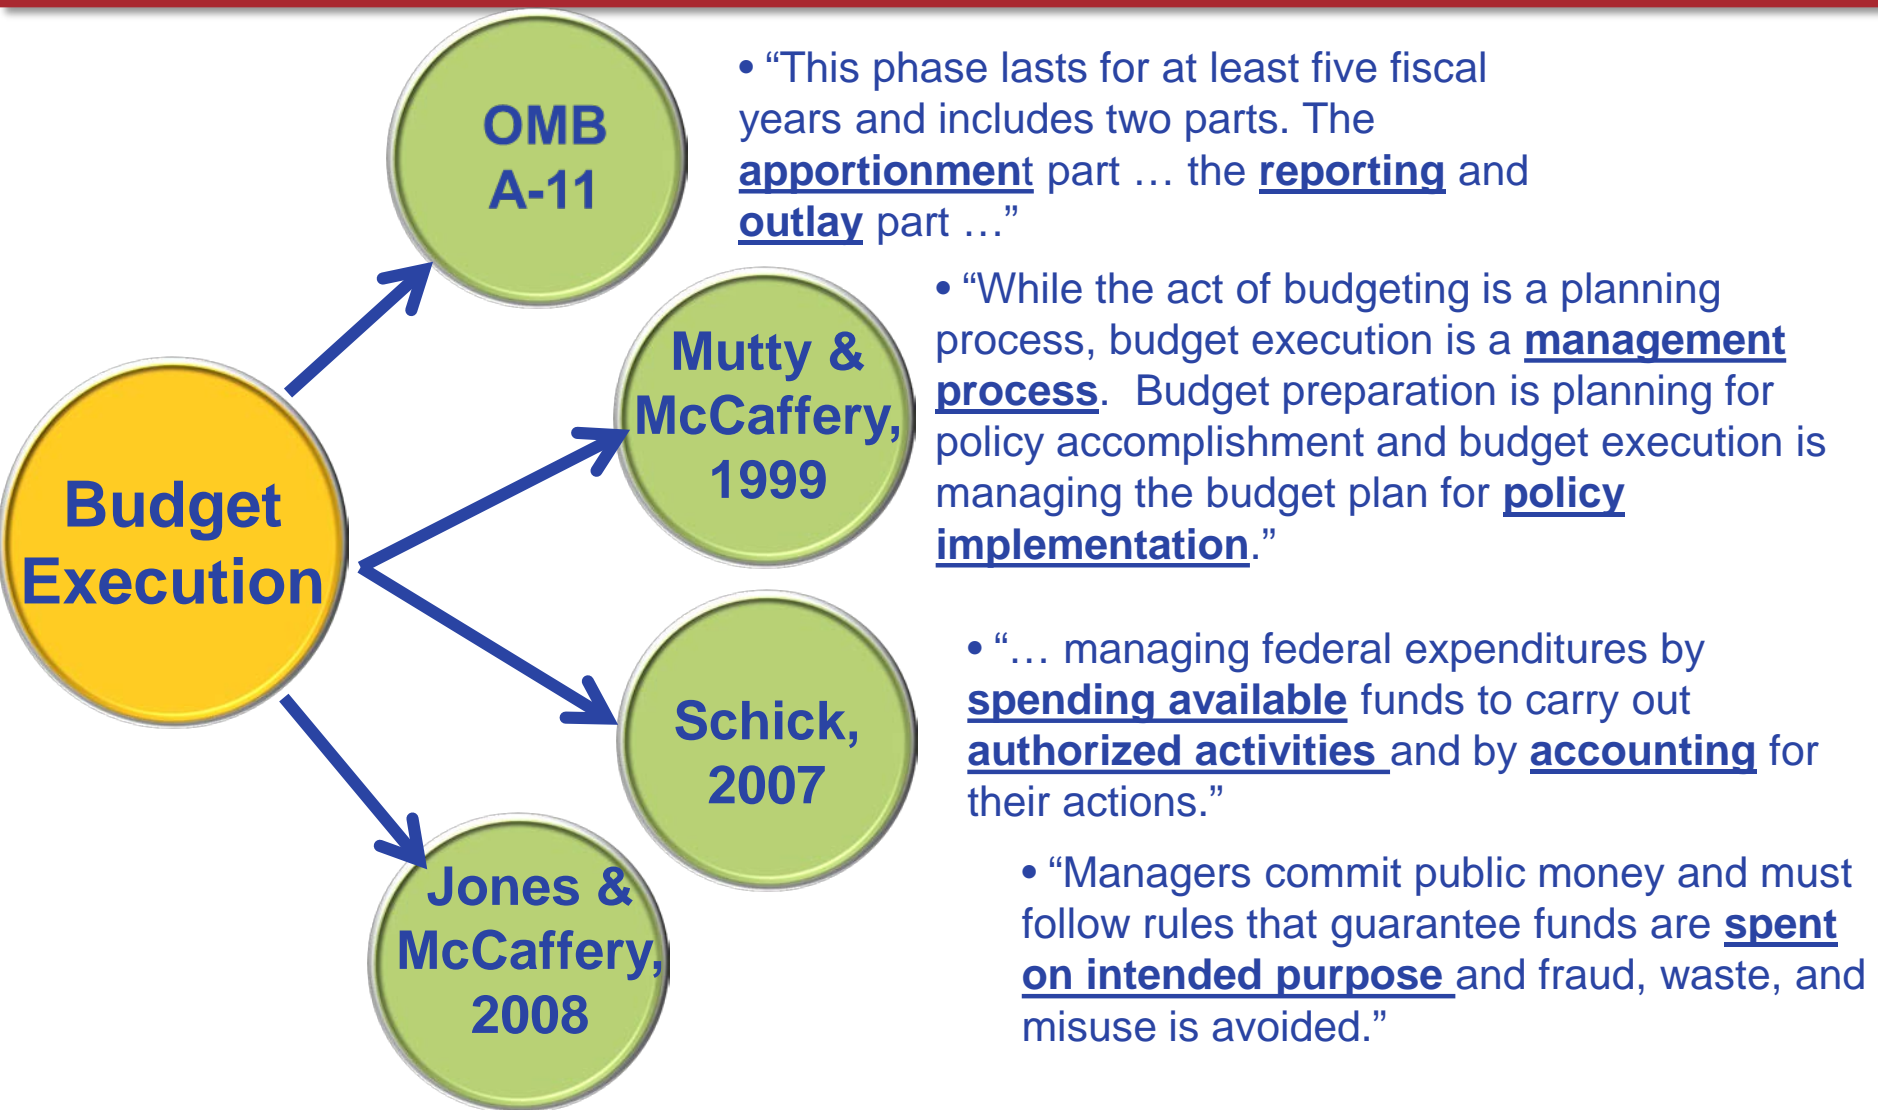 Budget
Execution
OMB
A-11
• “This phase lasts for at least five fiscal
years and includes two parts. The
apportionment part … the reporting and
outlay part …”
Mutty &
McCaffery,
1999
• “While the act of budgeting is a planning
process, budget execution is a management
process.  Budget preparation is planning for
policy accomplishment and budget execution is
managing the budget plan for policy
implementation.”
Schick,
2007
• “… managing federal expenditures by
spending available funds to carry out
authorized activities and by accounting for
their actions.”
Jones &
McCaffery,
2008
• “Managers commit public money and must
follow rules that guarantee funds are spent
on intended purpose and fraud, waste, and
misuse is avoided.”